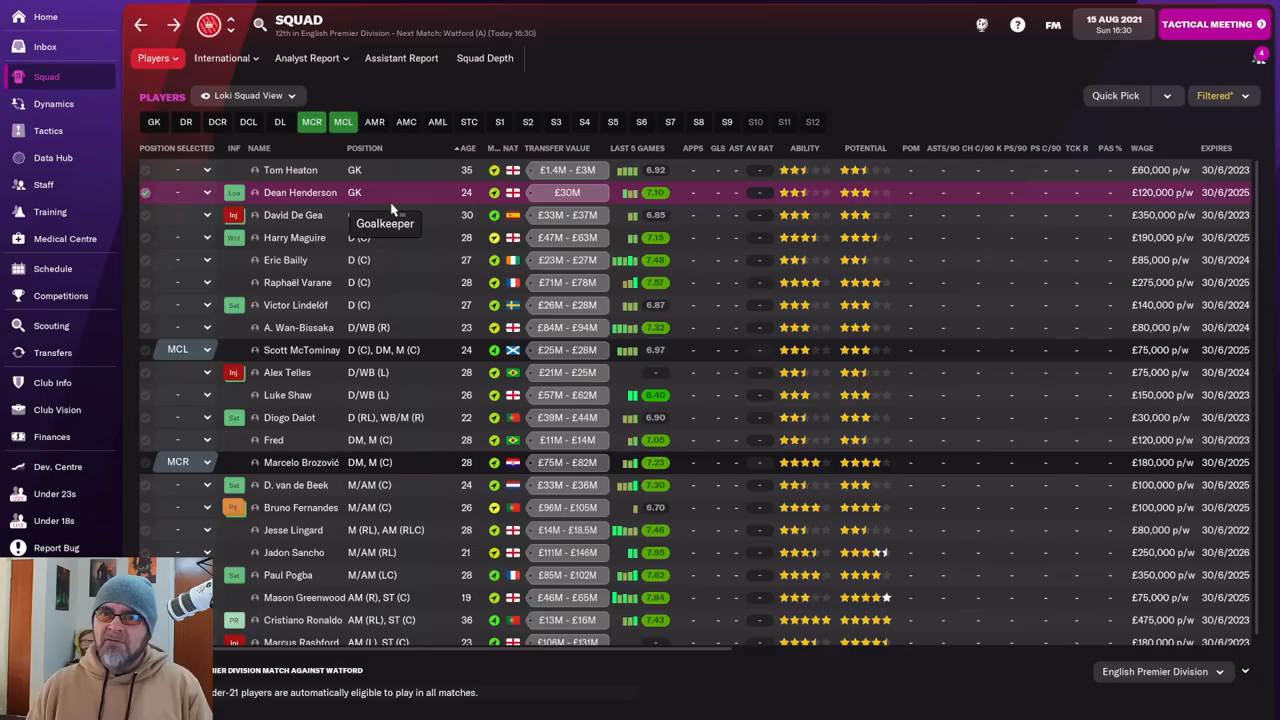 Home
Inbox
Squad
Dynamics
Tactics
Data Hub
Staff
Training
Medical Centre
Schedule
Competitions
Scouting
Transfers
Club Info
Club Vision
Finances
Dev. Centre
Under 23s
Under 18s
Report Bug
SQUAD
12th in English Premier Division - Next Match: Watford (A) (Today 16:30)
FM
15 AUG 2021
Sun 16:30
TACTICAL MEETING
4
Players International Analyst Report Assistant Report Squad Depth
PLAYERS Loki Squad View Quick Pick Filtered*
GK DR DCR DCL DL MCR MCL AMR AMC AML STC S1 S2 S3 S4 S5 S6 S7 S8 S9 S10 S11 S12
POSITION SELECTED INF NAME POSITION AGE M... NAT TRANSFER VALUE LAST 5 GAMES APPS GLS AST AV RAT ABILITY POTENTIAL POM ASTS/90 CH C/90 K PS/90 PS C/90 TCK R PAS % WAGE EXPIRES
- Tom Heaton GK 35 £1.4M - £3M 6.92 - - - - - - - - - - - £60,000 p/w 30/6/2023
- Loa Dean Henderson GK 24 £30M 7.10 - - - - - - - - - - - £120,000 p/w 30/6/2025
- Inj David De Gea 30 £33M - £37M 6.85 - - - - - - - - - - - £350,000 p/w 30/6/2023
Goalkeeper
- Wnt Harry Maguire D (C) 28 £47M - £63M 7.15 - - - - - - - - - - - £190,000 p/w 30/6/2025
- Eric Bailly D (C) 27 £23M - £27M 7.48 - - - - - - - - - - - £85,000 p/w 30/6/2024
- Raphaël Varane D (C) 28 £71M - £78M 7.57 - - - - - - - - - - - £275,000 p/w 30/6/2025
- Sat Victor Lindelöf D (C) 27 £26M - £28M 6.87 - - - - - - - - - - - £140,000 p/w 30/6/2024
- A. Wan-Bissaka D/WB (R) 23 £84M - £94M 7.32 - - - - - - - - - - - £80,000 p/w 30/6/2024
MCL Scott McTominay D (C), DM, M (C) 24 £25M - £28M 6.97 - - - - - - - - - - - £75,000 p/w 30/6/2025
- Inj Alex Telles D/WB (L) 28 £21M - £25M - - - - - - - - - - - - £75,000 p/w 30/6/2024
- Luke Shaw D/WB (L) 26 £57M - £62M 8.40 - - - - - - - - - - - £150,000 p/w 30/6/2023
- Sat Diogo Dalot D (RL), WB/M (R) 22 £39M - £44M 6.90 - - - - - - - - - - - £30,000 p/w 30/6/2023
- Fred DM, M (C) 28 £11M - £14M 7.05 - - - - - - - - - - - £120,000 p/w 30/6/2023
MCR Marcelo Brozović DM, M (C) 28 £75M - £82M 7.23 - - - - - - - - - - - £180,000 p/w 30/6/2025
- Sat D. van de Beek M/AM (C) 24 £33M - £36M 7.30 - - - - - - - - - - - £100,000 p/w 30/6/2025
- Inj Bruno Fernandes M/AM (C) 26 £96M - £105M 6.70 - - - - - - - - - - - £100,000 p/w 30/6/2025
- Jesse Lingard M (RL), AM (RLC) 28 £14M - £18.5M 7.46 - - - - - - - - - - - £80,000 p/w 30/6/2022
- Jadon Sancho M/AM (RL) 21 £111M - £146M 7.95 - - - - - - - - - - - £250,000 p/w 30/6/2026
- Sat Paul Pogba M/AM (LC) 28 £85M - £102M 7.62 - - - - - - - - - - - £350,000 p/w 30/6/2025
- Mason Greenwood AM (R), ST (C) 19 £46M - £65M 7.84 - - - - - - - - - - - £75,000 p/w 30/6/2025
PR Cristiano Ronaldo AM (RL), ST (C) 36 £13M - £16M 7.43 - - - - - - - - - - - £475,000 p/w 30/6/2023
Inj Marcus Rashford AM (L), ST (C) 23 £106M - £131M - - - - - - - - - - - - £180,000 p/w 30/6/2023
IER DIVISION MATCH AGAINST WATFORD
English Premier Division
der-21 players are automatically eligible to play in all matches.